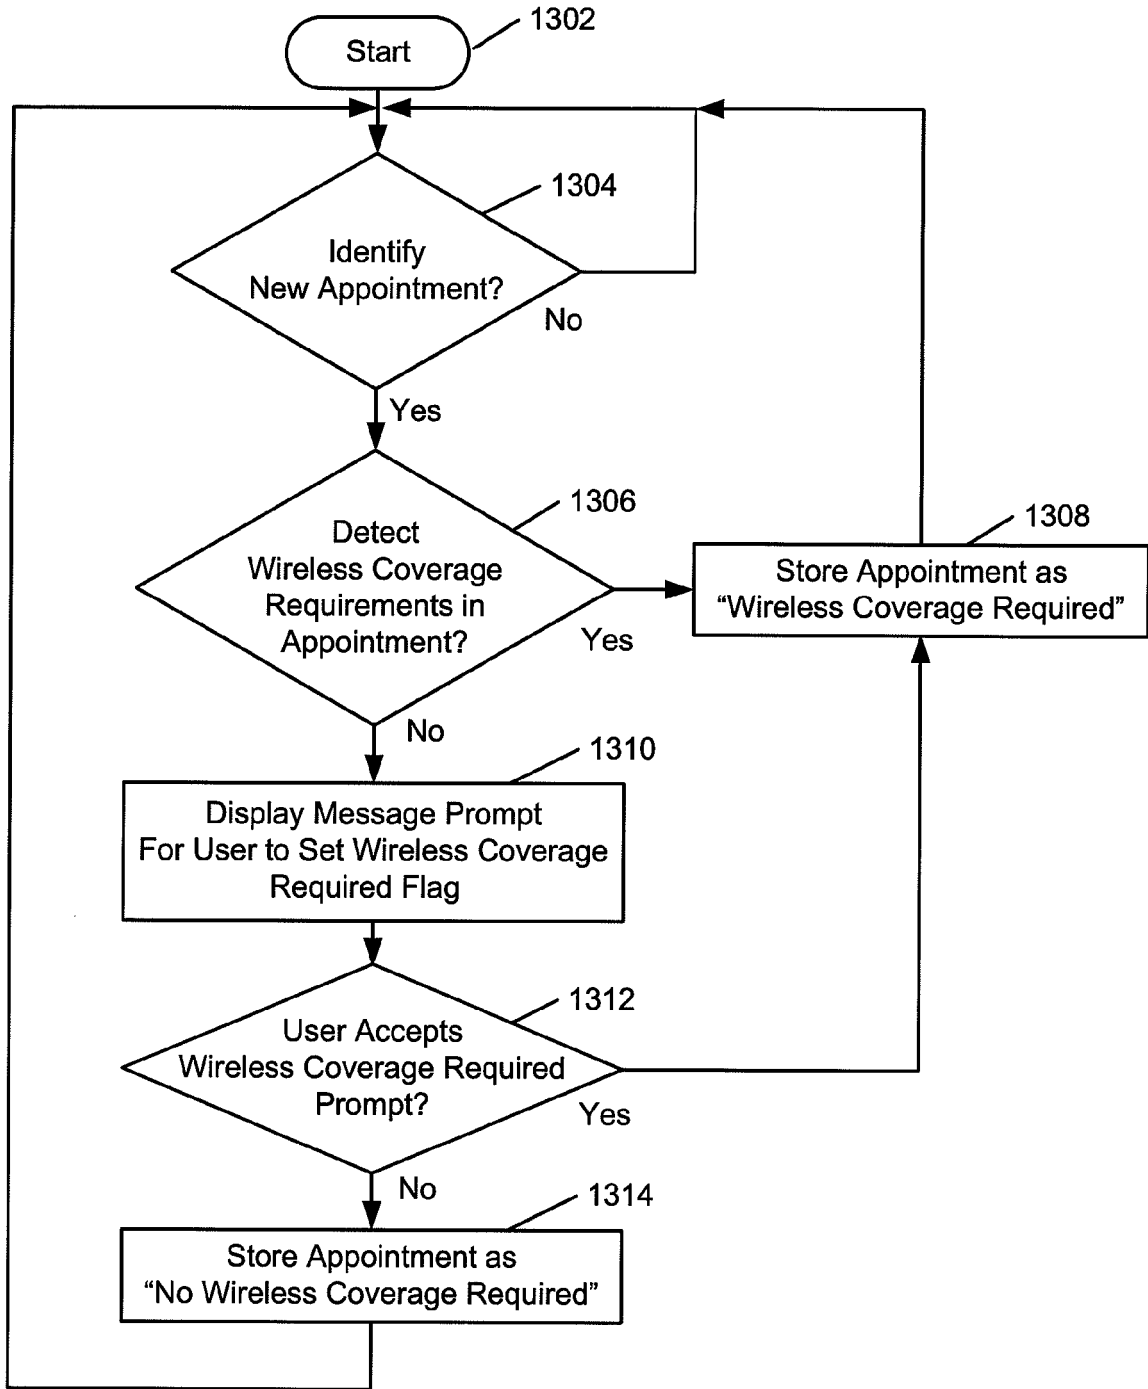 1302
Start
1304
Identify
New Appointment?
No
Yes
1306
Detect
Wireless Coverage
Requirements in
Appointment?
Yes
1308
Store Appointment as
“Wireless Coverage Required”
No
1310
Display Message Prompt
For User to Set Wireless Coverage
Required Flag
1312
User Accepts
Wireless Coverage Required
Prompt?
Yes
No
1314
Store Appointment as
“No Wireless Coverage Required”